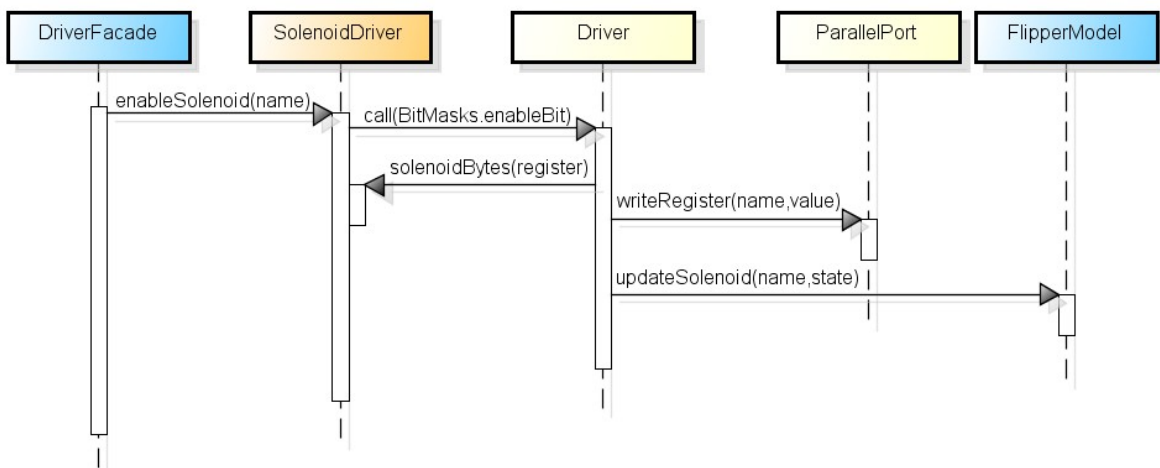 DriverFacade
SolenoidDriver
Driver
ParallelPort
FlipperModel
enableSolenoid(name)
call(BitMasks.enableBit)
solenoidBytes(register)
writeRegister(name,value)
updateSolenoid(name,state)